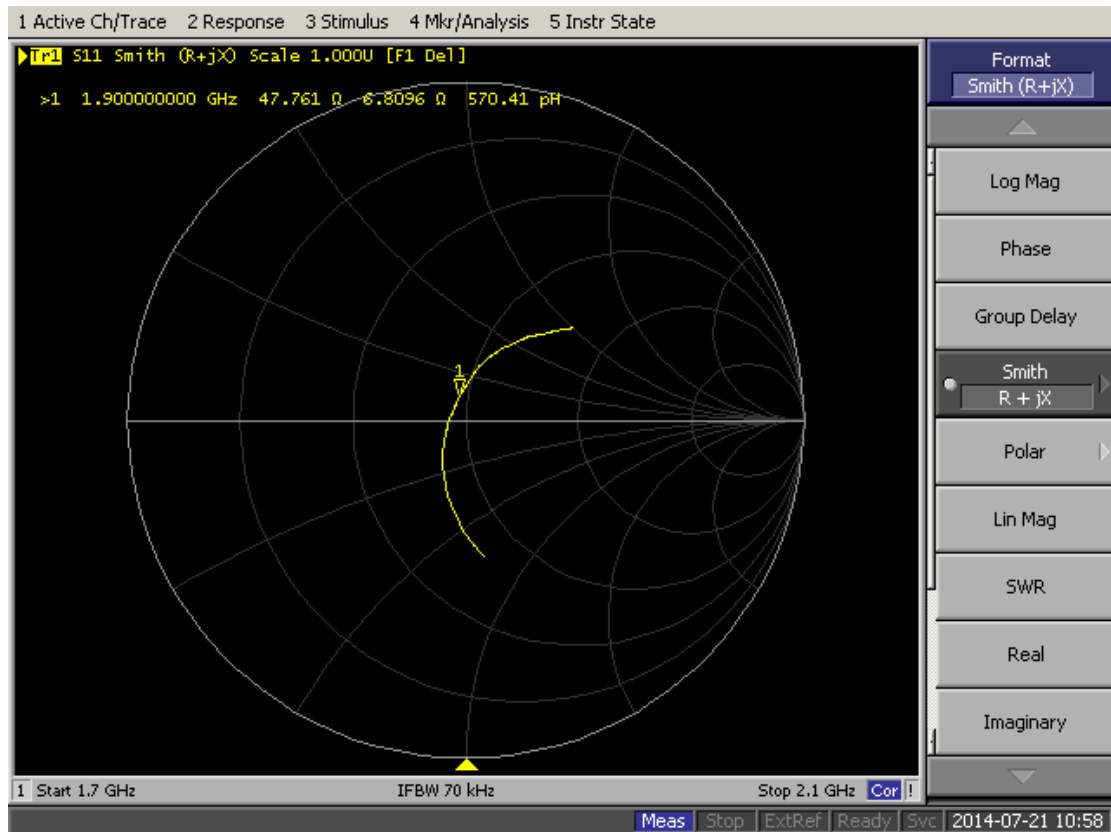 1 Active Ch/Trace 2 Response 3 Stimulus 4 Mkr/Analysis 5 Instr State
Tr1 S11 Smith (R+jX) Scale 1.000U [F1 Del]
>1 1.900000000 GHz 47.761 Ω 6.8096 Ω 570.41 pH
1
1 Start 1.7 GHz IFBW 70 kHz Stop 2.1 GHz Cor !
Format
Smith (R+jX)
Log Mag
Phase
Group Delay
Smith
R + jX
Polar
Lin Mag
SWR
Real
Imaginary
Meas Stop ExtRef Ready Svc 2014-07-21 10:58